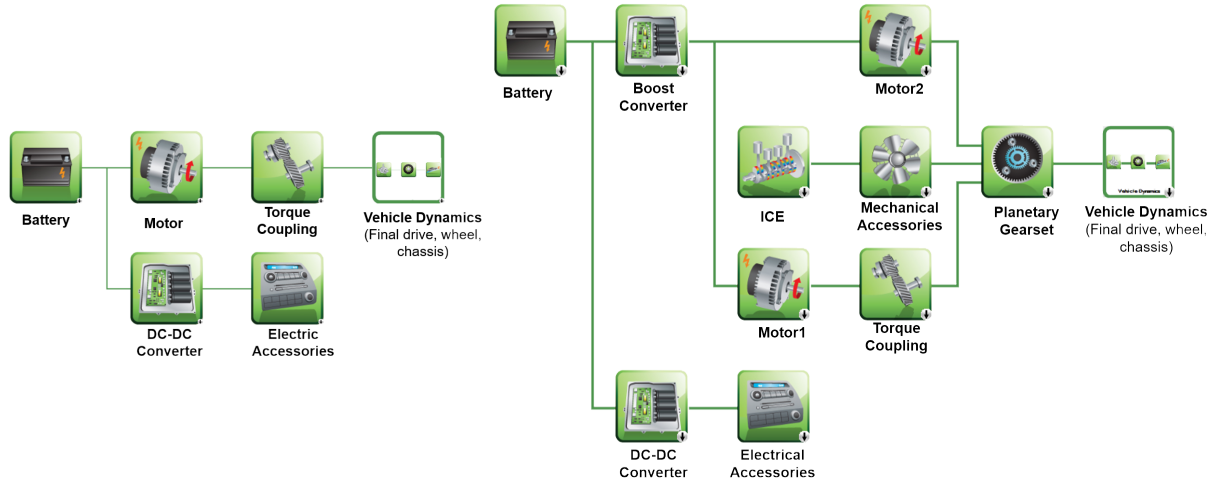 Battery
Motor
Torque
Coupling
Vehicle Dynamics
(Final drive, wheel,
chassis)
DC-DC
Converter
Electric
Accessories
Battery
Boost
Converter
Motor2
ICE
Mechanical
Accessories
Planetary
Gearset
Vehicle Dynamics
Vehicle Dynamics
(Final drive, wheel,
chassis)
Motor1
Torque
Coupling
DC-DC
Converter
Electrical
Accessories